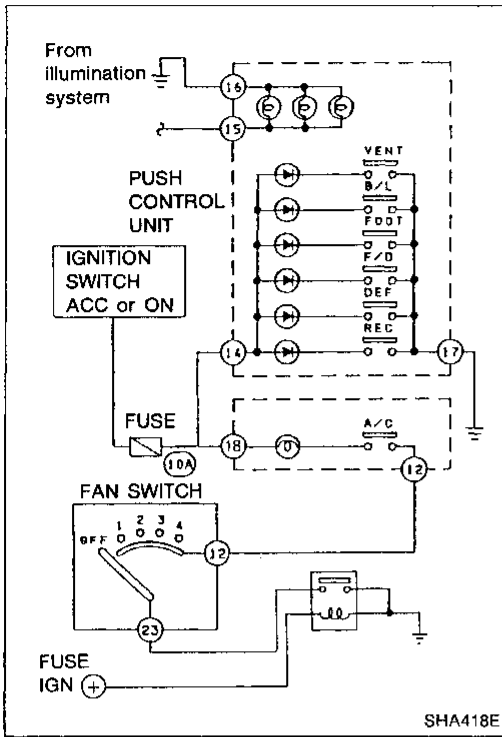 From
illumination
system
16
15
PUSH
CONTROL
UNIT
VENT
B/L
FOOT
F/D
DEF
REC
IGNITION
SWITCH
ACC or ON
14
17
FUSE
10A
18
A/C
12
FAN SWITCH
OFF 1 2 3 4
12
23
FUSE
IGN
SHA418E